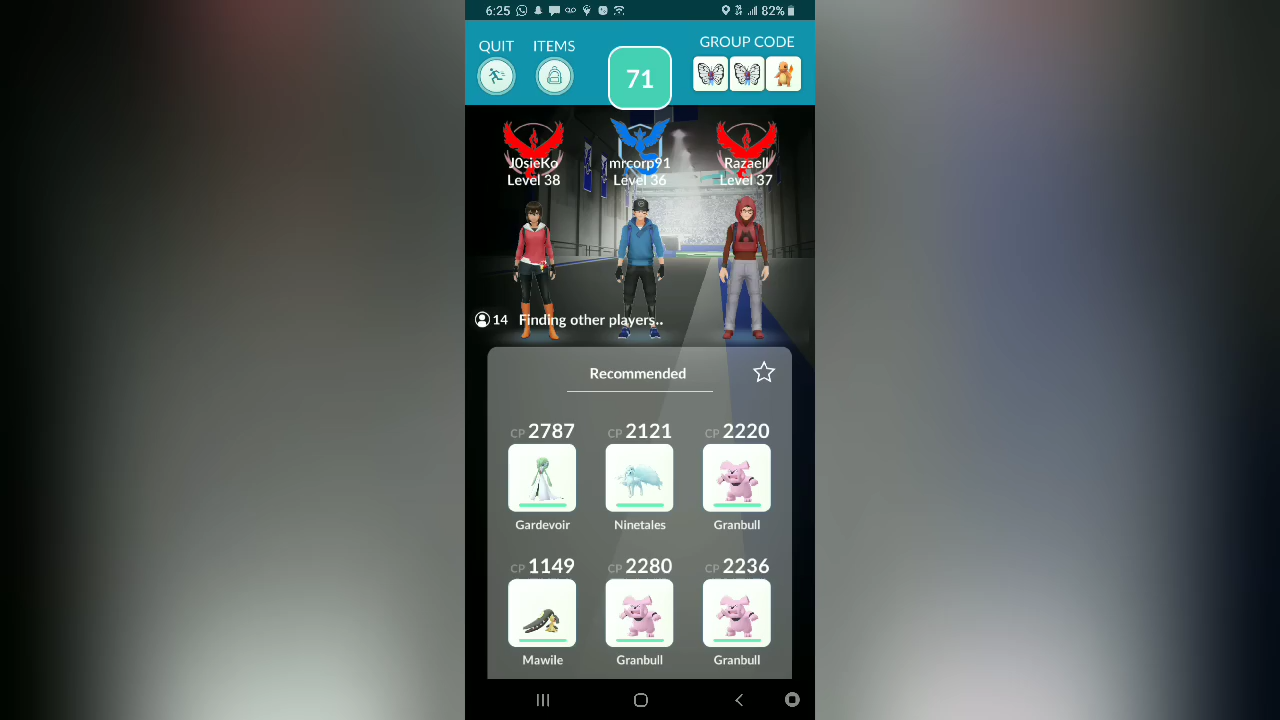 6:25 82%
QUIT ITEMS
71
GROUP CODE
J0sieKo
Level 38
mrcorp91
Level 36
Razaell
Level 37
14 Finding other players..
Recommended
CP 2787 CP 2121 CP 2220
Gardevoir Ninetales Granbull
CP 1149 CP 2280 CP 2236
Mawile Granbull Granbull